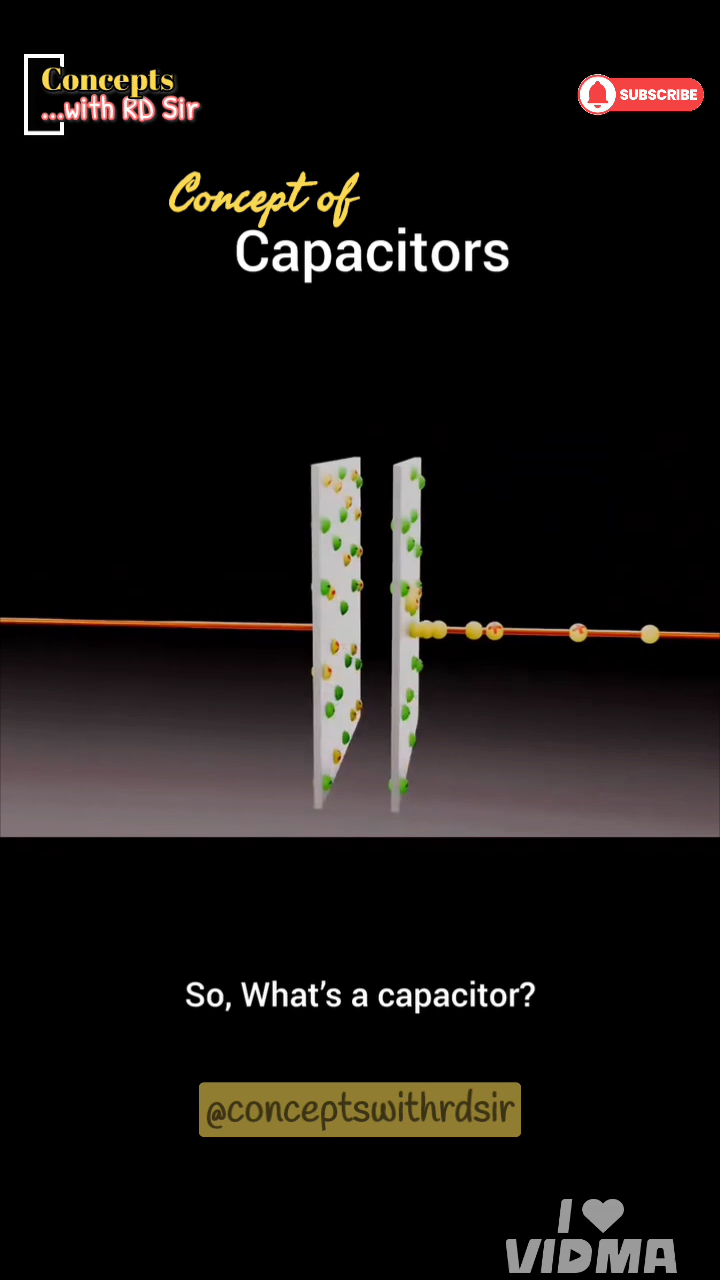 Concepts
...with RD Sir
SUBSCRIBE
Concept of
Capacitors
So, What's a capacitor?
@conceptswithrdsir
I
VIDMA